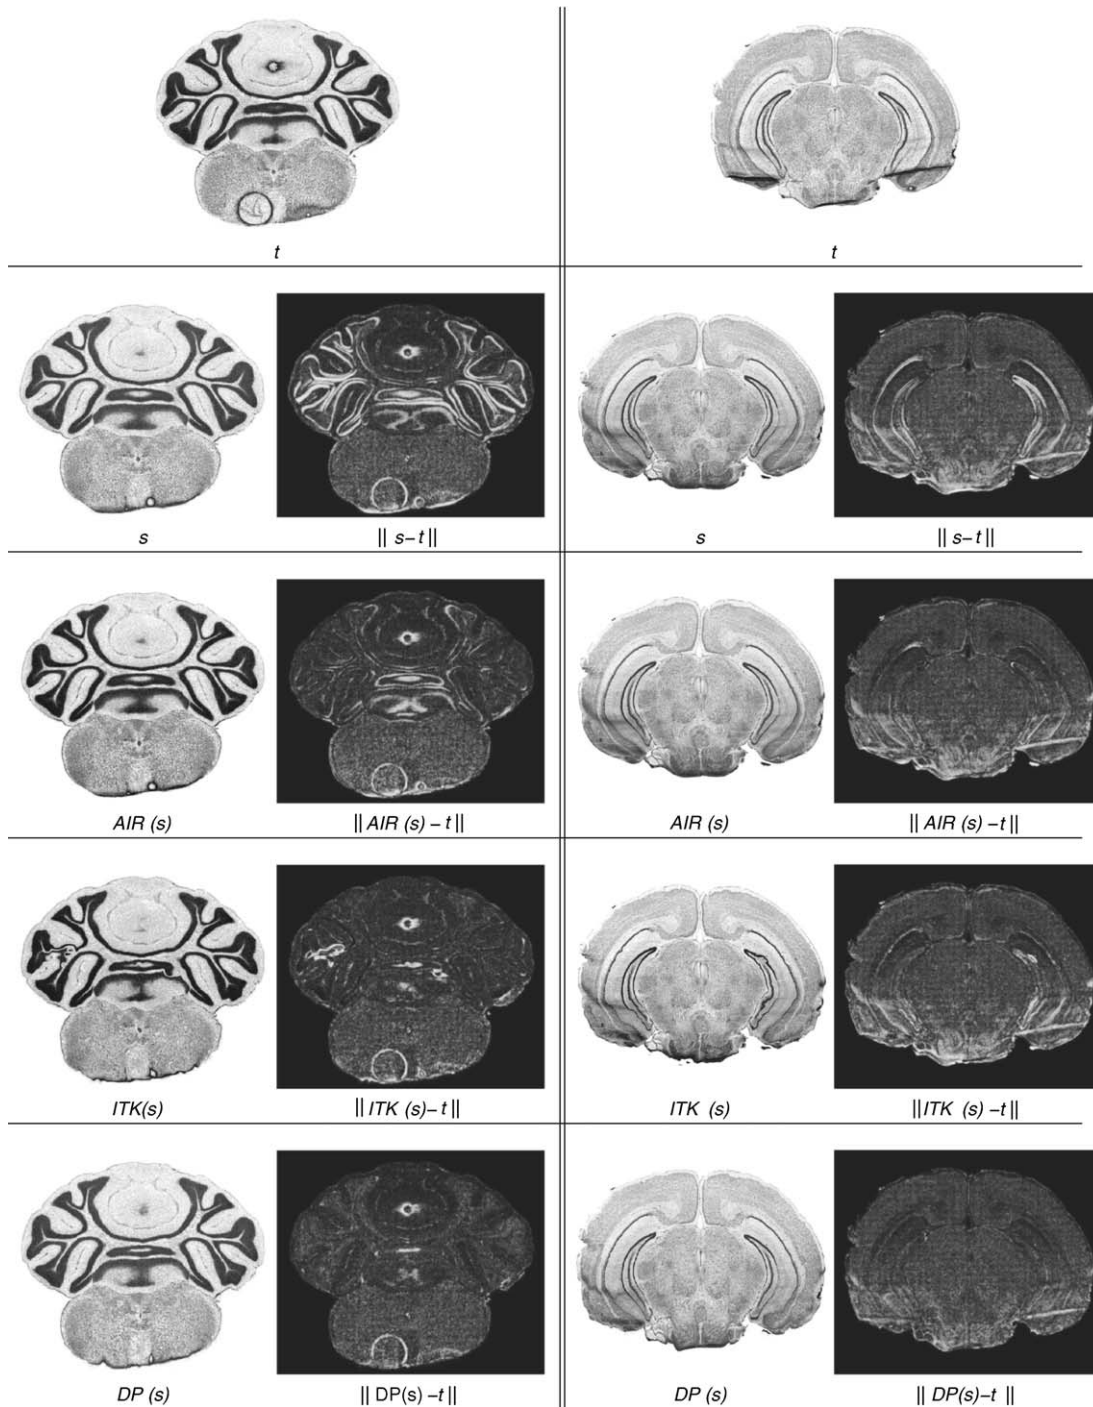 t t
s || s–t || s || s–t ||
AIR (s) || AIR (s) – t || AIR (s) || AIR (s) –t ||
ITK(s) || ITK (s)– t || ITK (s) ||ITK (s) –t ||
DP (s) || DP(s) –t || DP (s) || DP(s)–t ||